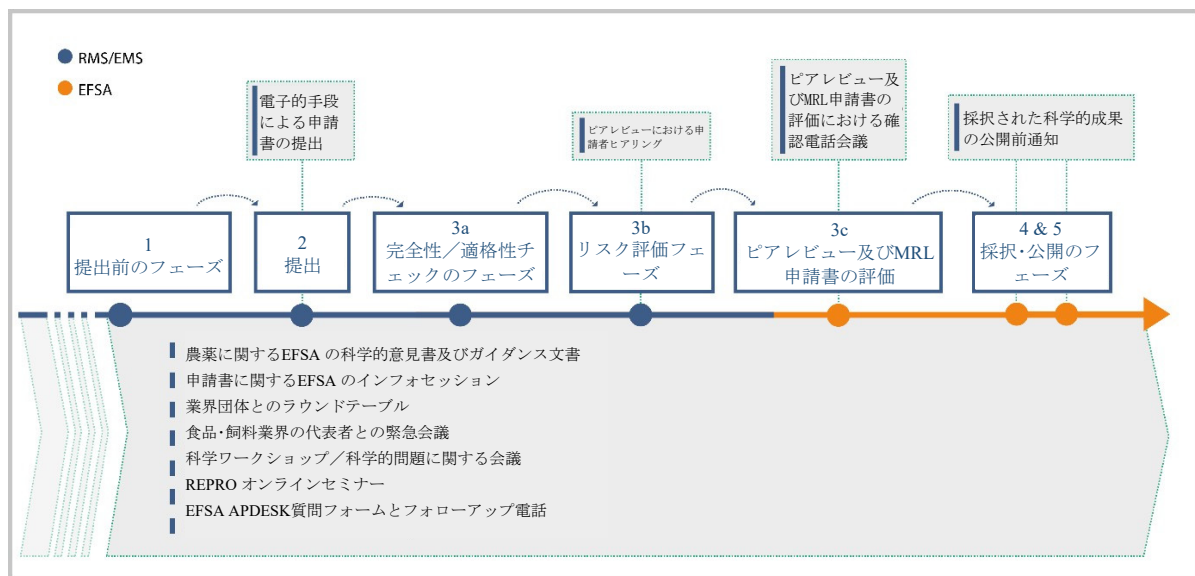 RMS/EMS
EFSA
電子的手段
による申請
書の提出
ピアレビューにおける申
請者ヒアリング
ピアレビュー及
びMRL申請書の
評価における確
認電話会議
採択された科学的成果
の公開前通知
1
提出前のフェーズ
2
提出
3a
完全性／適格性チ
ェックのフェーズ
3b
リスク評価フェ
ーズ
3c
ピアレビュー及びMRL
申請書の評価
4 & 5
採択･公開のフ
ェーズ
農薬に関するEFSA の科学的意見書及びガイダンス文書
申請書に関するEFSA のインフォセッション
業界団体とのラウンドテーブル
食品･飼料業界の代表者との緊急会議
科学ワークショップ／科学的問題に関する会議
REPRO オンラインセミナー
EFSA APDESK質問フォームとフォローアップ電話